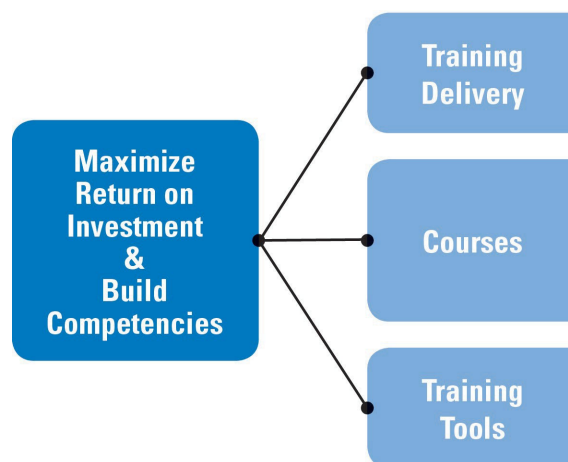 Maximize
Return on
Investment
&
Build
Competencies
Training
Delivery
Courses
Training
Tools